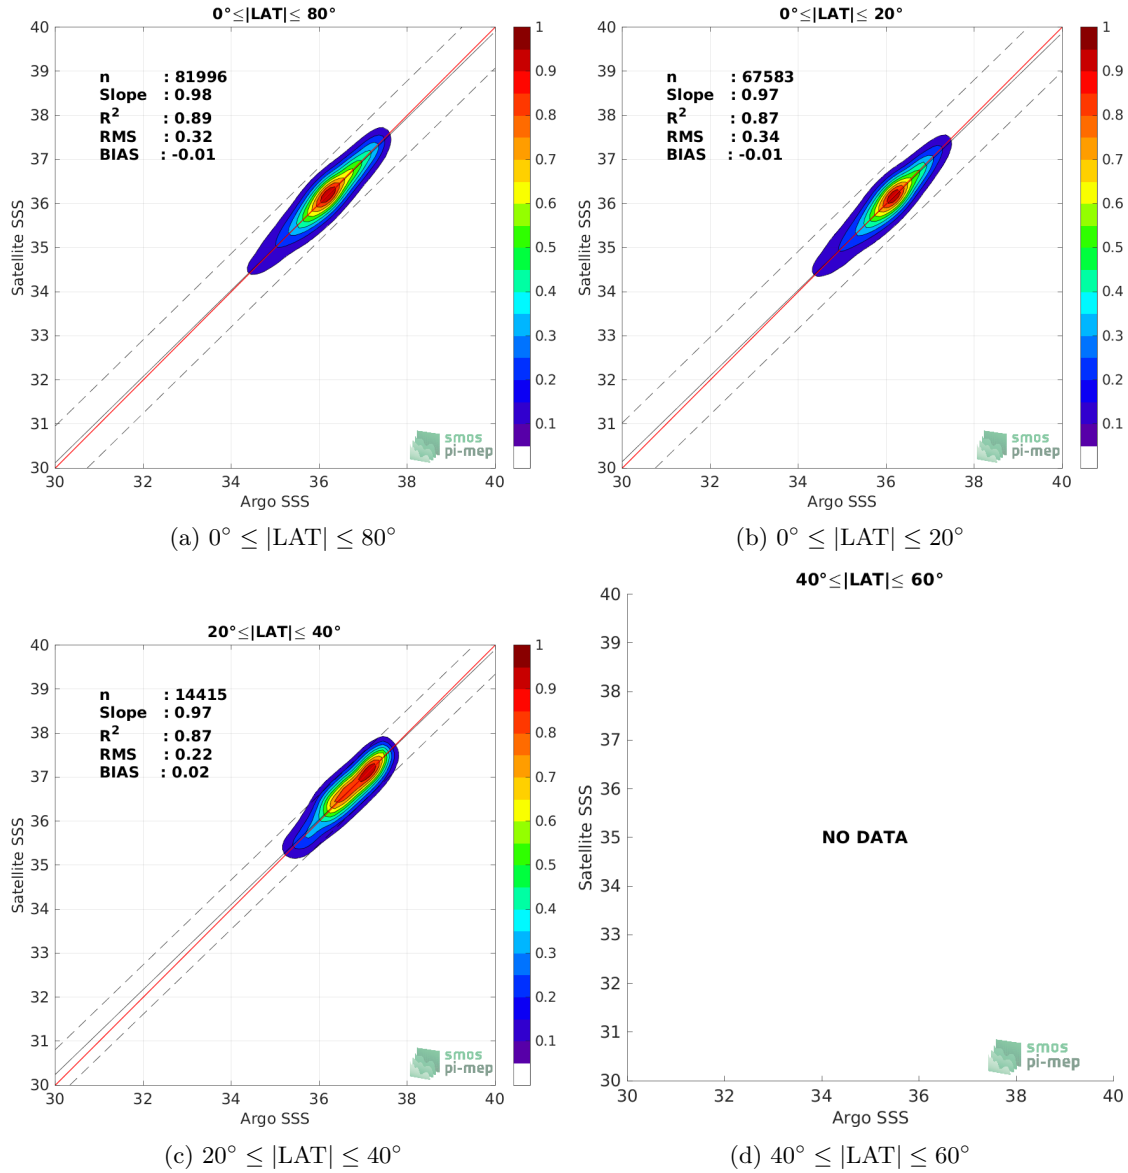 0°≤|LAT|≤ 80°
n : 81996
Slope : 0.98
R² : 0.89
RMS : 0.32
BIAS : -0.01
Satellite SSS
40
39
38
37
36
35
34
33
32
31
30
30 32 34 36 38 40
Argo SSS
1
0.9
0.8
0.7
0.6
0.5
0.4
0.3
0.2
0.1
smos
pi-mep
(a) 0° ≤ |LAT| ≤ 80°
0°≤|LAT|≤ 20°
n : 67583
Slope : 0.97
R² : 0.87
RMS : 0.34
BIAS : -0.01
Satellite SSS
40
39
38
37
36
35
34
33
32
31
30
30 32 34 36 38 40
Argo SSS
1
0.9
0.8
0.7
0.6
0.5
0.4
0.3
0.2
0.1
smos
pi-mep
(b) 0° ≤ |LAT| ≤ 20°
20°≤|LAT|≤ 40°
n : 14415
Slope : 0.97
R² : 0.87
RMS : 0.22
BIAS : 0.02
Satellite SSS
40
39
38
37
36
35
34
33
32
31
30
30 32 34 36 38 40
Argo SSS
1
0.9
0.8
0.7
0.6
0.5
0.4
0.3
0.2
0.1
smos
pi-mep
(c) 20° ≤ |LAT| ≤ 40°
40°≤|LAT|≤ 60°
NO DATA
Satellite SSS
40
39
38
37
36
35
34
33
32
31
30
30 32 34 36 38 40
Argo SSS
smos
pi-mep
(d) 40° ≤ |LAT| ≤ 60°